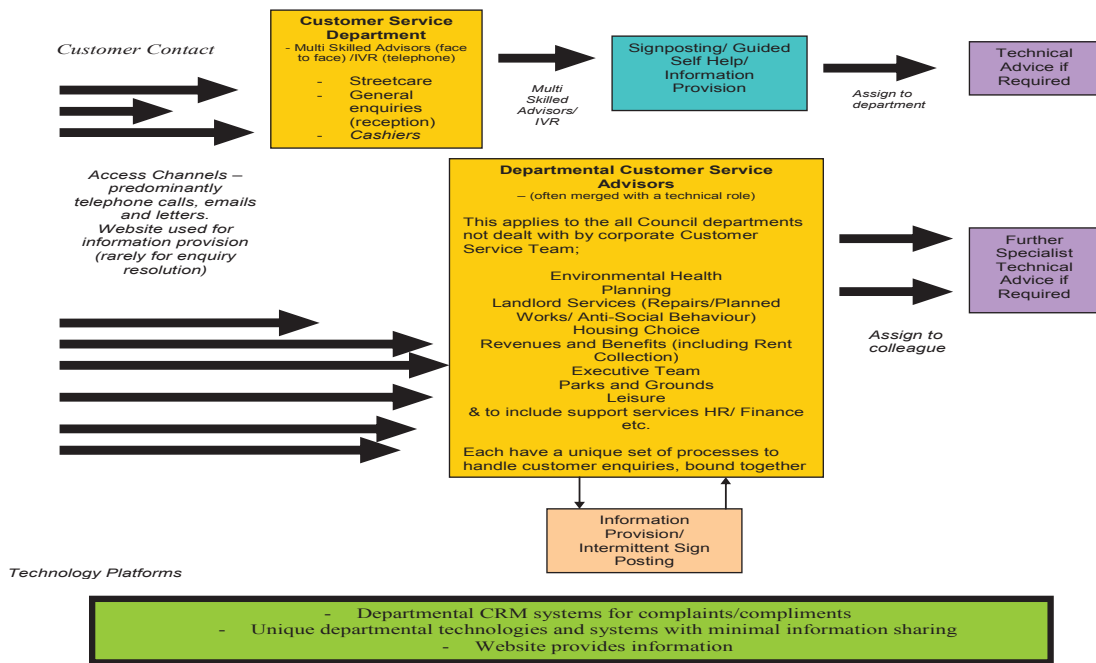 Customer Contact
Customer Service
Department
- Multi Skilled Advisors (face
to face) /IVR (telephone)
- Streetcare
- General
enquiries
(reception)
- Cashiers
Multi
Skilled
Advisors/
IVR
Signposting/ Guided
Self Help/
Information
Provision
Assign to
department
Technical
Advice if
Required
Access Channels –
predominantly
telephone calls, emails
and letters.
Website used for
information provision
(rarely for enquiry
resolution)
Departmental Customer Service
Advisors
– (often merged with a technical role)
This applies to the all Council departments
not dealt with by corporate Customer
Service Team;
Environmental Health
Planning
Landlord Services (Repairs/Planned
Works/ Anti-Social Behaviour)
Housing Choice
Revenues and Benefits (including Rent
Collection)
Executive Team
Parks and Grounds
Leisure
& to include support services HR/ Finance
etc.
Each have a unique set of processes to
handle customer enquiries, bound together
Further
Specialist
Technical
Advice if
Required
Assign to
colleague
Information
Provision/
Intermittent Sign
Posting
Technology Platforms
- Departmental CRM systems for complaints/compliments
- Unique departmental technologies and systems with minimal information sharing
- Website provides information